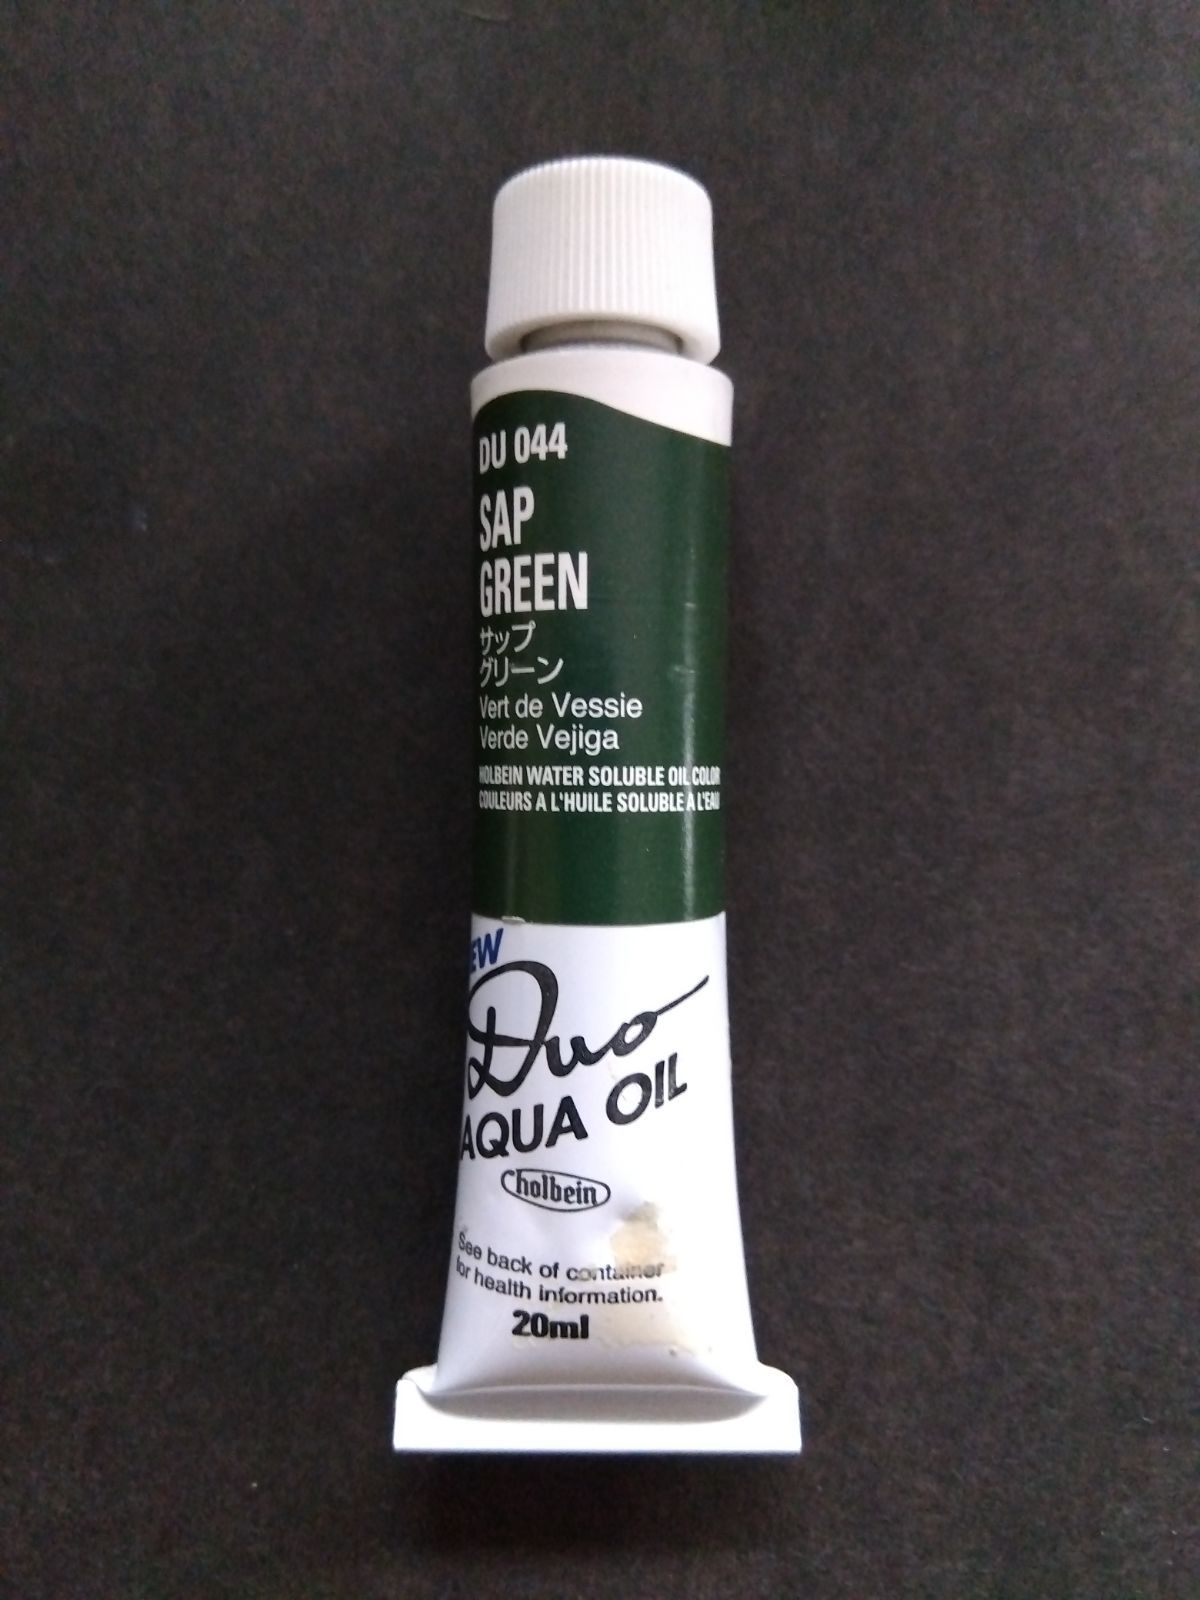 DU 044
SAP
GREEN
サップ
グリーン
Vert de Vessie
Verde Vejiga
HOLBEIN WATER SOLUBLE OIL COLOR
COULEURS A L'HUILE SOLUBLE A L'EAU
EW
Duo
AQUA OIL
holbein
See back of container
for health information.
20ml